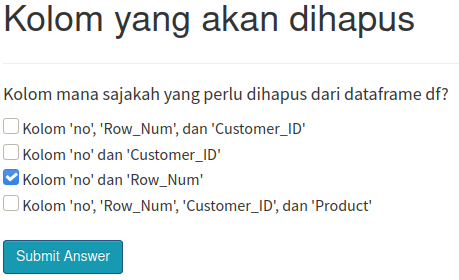 Kolom yang akan dihapus
Kolom mana sajakah yang perlu dihapus dari dataframe df?
Kolom 'no', 'Row_Num', dan 'Customer_ID'
Kolom 'no' dan 'Customer_ID'
Kolom 'no' dan 'Row_Num'
Kolom 'no', 'Row_Num', 'Customer_ID', dan 'Product'
Submit Answer